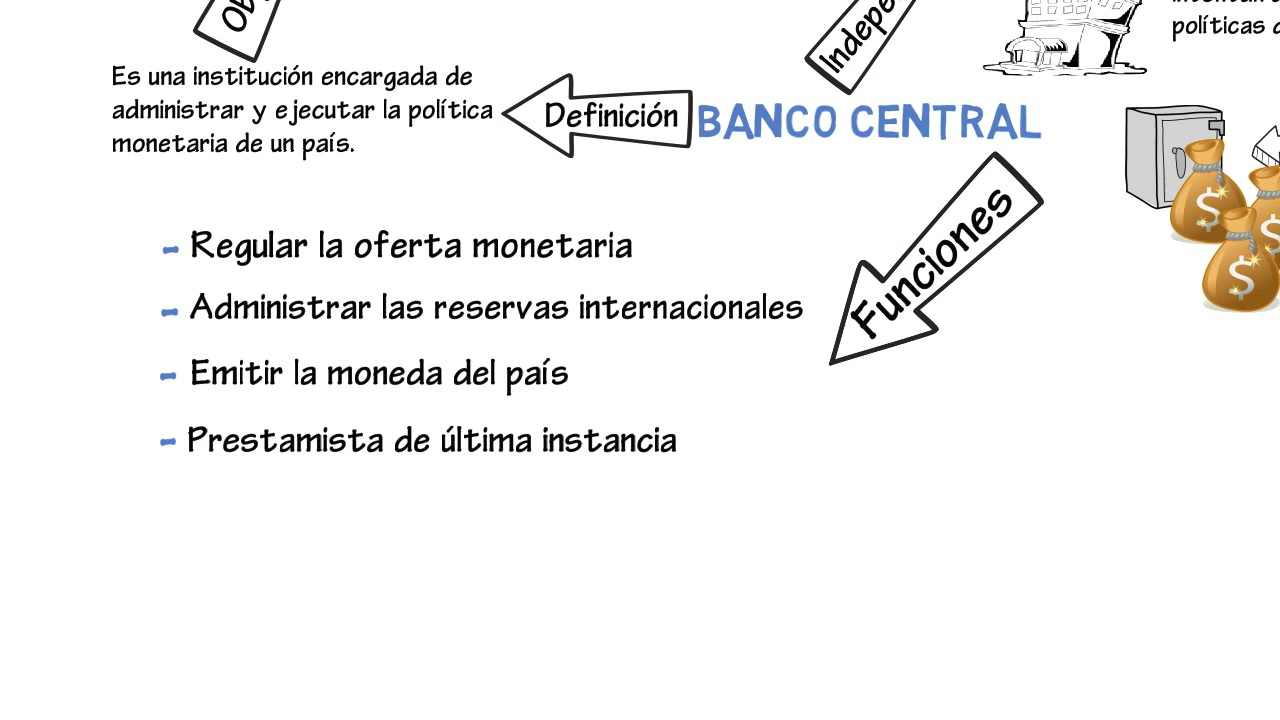 políticas
Es una institución encargada de
administrar y ejecutar la política
monetaria de un país.
Definición
BANCO CENTRAL
Funciones
- Regular la oferta monetaria
- Administrar las reservas internacionales
- Emitir la moneda del país
- Prestamista de última instancia
$
$
$